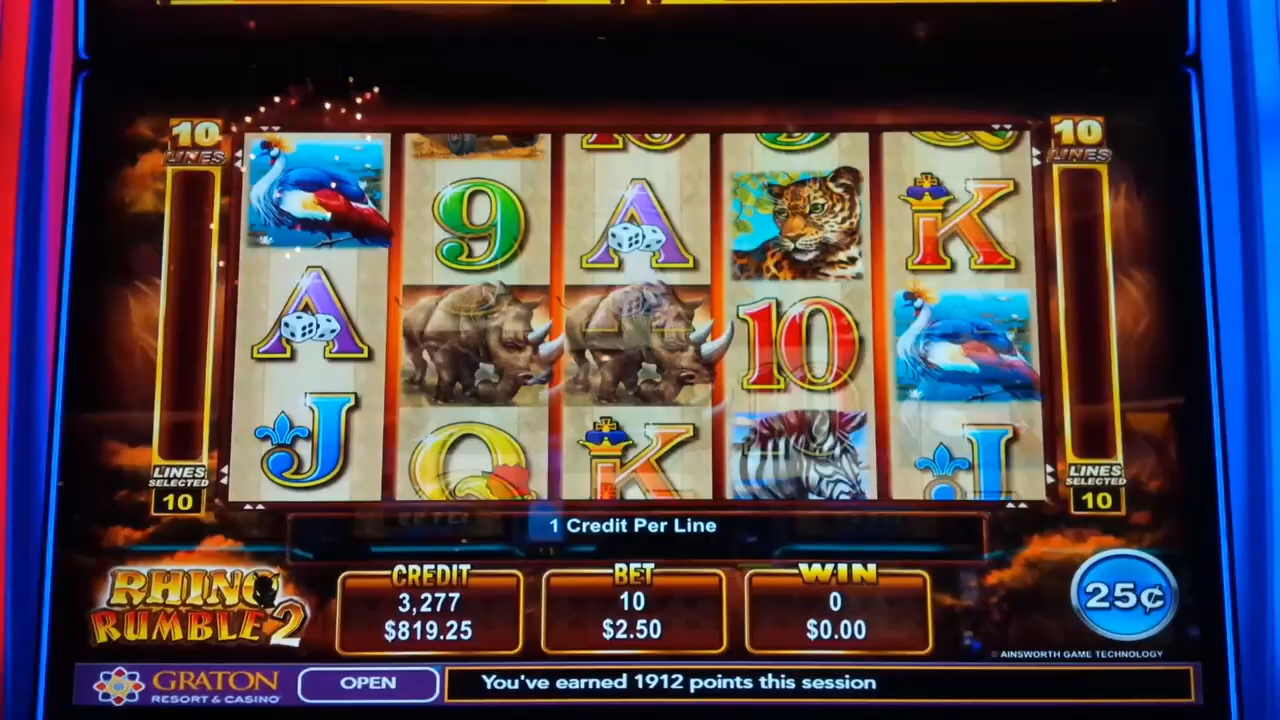 10 10
LINES LINES
9 A K
A 10
J Q K J
LINES SELECTED 10
LINES SELECTED 10
1 Credit Per Line
RHINO RUMBLE 2
CREDIT
3,277
$819.25
BET
10
$2.50
WIN
0
$0.00
25¢
AINSWORTH GAME TECHNOLOGY
GRATON
RESORT & CASINO
OPEN
You've earned 1912 points this session